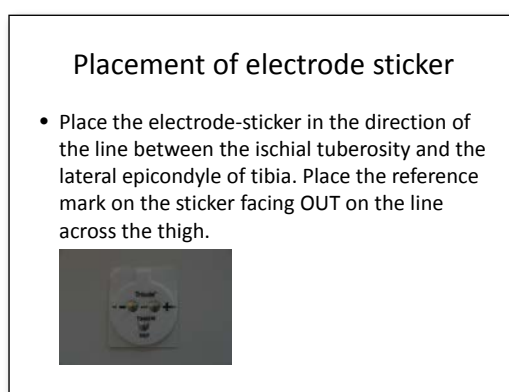 Placement of electrode sticker
• Place the electrode-sticker in the direction of
the line between the ischial tuberosity and the
lateral epicondyle of tibia. Place the reference
mark on the sticker facing OUT on the line
across the thigh.
Triode
- +